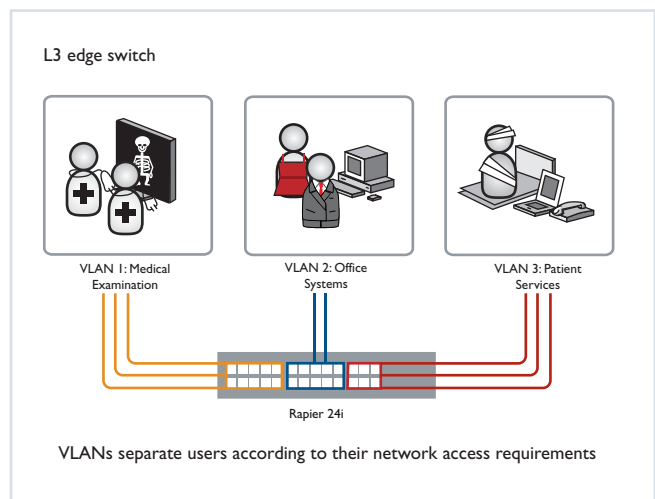 L3 edge switch
VLAN 1: Medical
Examination
VLAN 2: Office
Systems
VLAN 3: Patient
Services
Rapier 24i
VLANs separate users according to their network access requirements